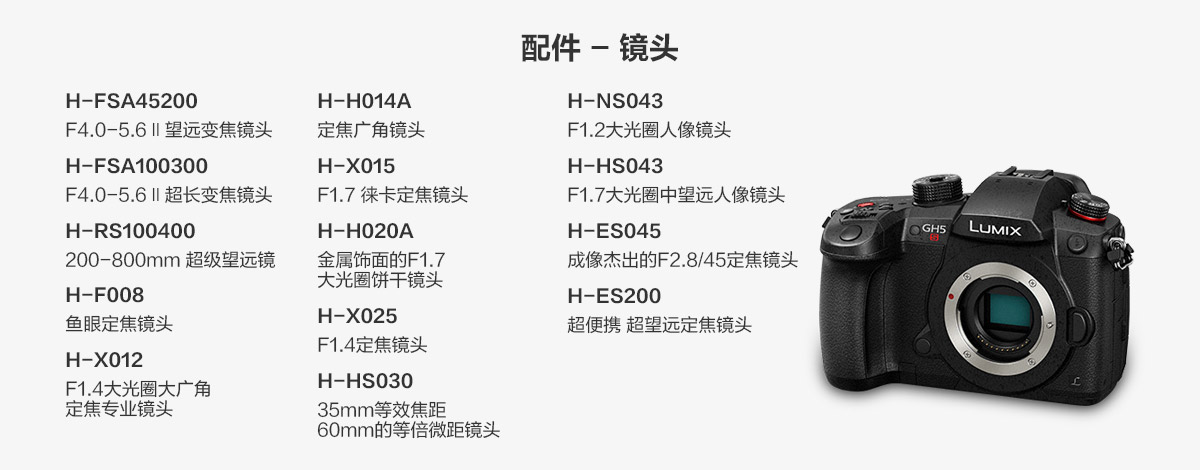 配件 - 镜头
H-FSA45200
F4.0-5.6 II 望远变焦镜头
H-FSA100300
F4.0-5.6 II 超长变焦镜头
H-RS100400
200-800mm 超级望远镜
H-F008
鱼眼定焦镜头
H-X012
F1.4大光圈大广角
定焦专业镜头
H-H014A
定焦广角镜头
H-X015
F1.7 徕卡定焦镜头
H-H020A
金属饰面的F1.7
大光圈饼干镜头
H-X025
F1.4定焦镜头
H-HS030
35mm等效焦距
60mm的等倍微距镜头
H-NS043
F1.2大光圈人像镜头
H-HS043
F1.7大光圈中望远人像镜头
H-ES045
成像杰出的F2.8/45定焦镜头
H-ES200
超便携 超望远定焦镜头
GH5
S
LUMIX
L